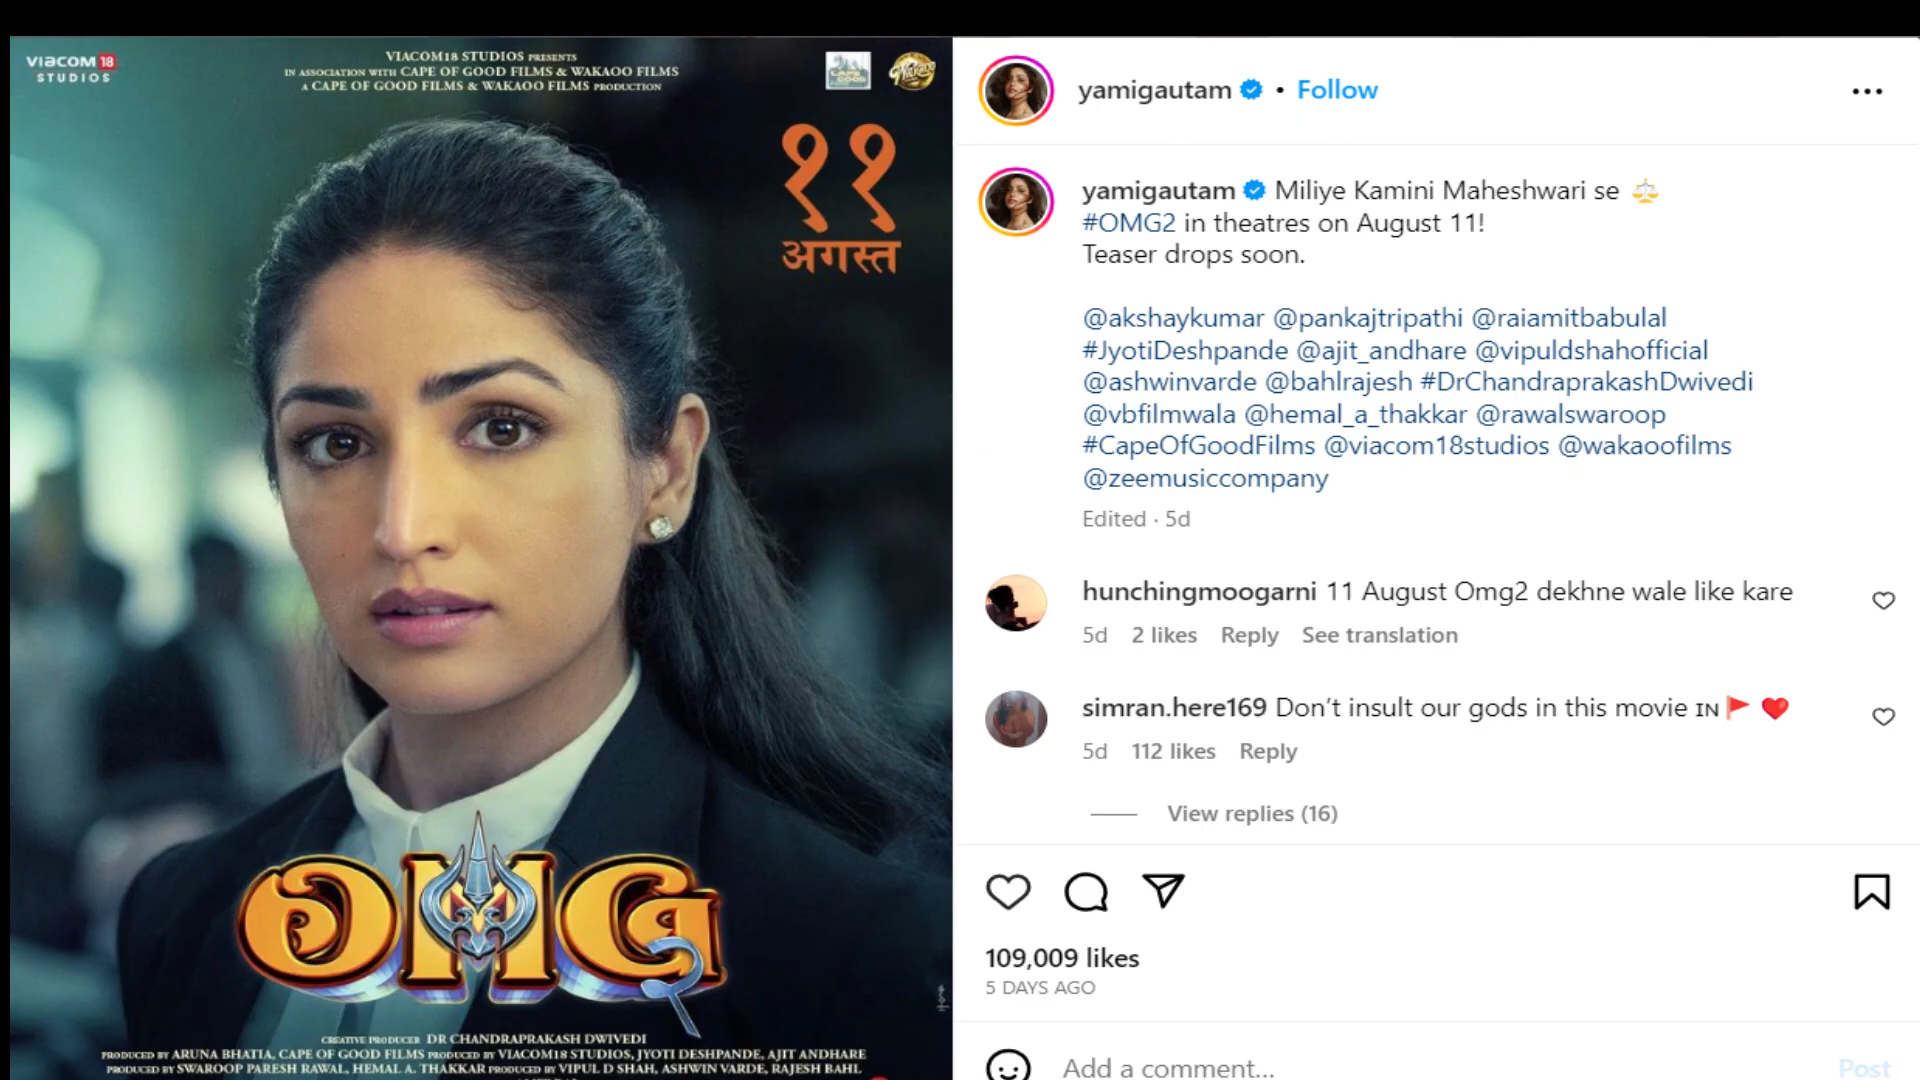 VIACOM 18
STUDIOS
VIACOM18 STUDIOS PRESENTS
IN ASSOCIATION WITH CAPE OF GOOD FILMS & WAKAOO FILMS
A CAPE OF GOOD FILMS & WAKAOO FILMS PRODUCTION
CAPE OF GOOD
Wakaoo
११
अगस्त
OMG
२
CREATIVE PRODUCER DR CHANDRAPRAKASH DWIVEDI
PRODUCED BY ARUNA BHATIA, CAPE OF GOOD FILMS PRODUCED BY VIACOM18 STUDIOS, JYOTI DESHPANDE, AJIT ANDHARE
PRODUCED BY SWAROOP PARESH RAWAL, HEMAL A. THAKKAR PRODUCED BY VIPUL D SHAH, ASHWIN VARDE, RAJESH BAHL
yamigautam • Follow
yamigautam Miliye Kamini Maheshwari se ⚖️
#OMG2 in theatres on August 11!
Teaser drops soon.
@akshaykumar @pankajtripathi @raiamitbabulal
#JyotiDeshpande @ajit_andhare @vipuldshahofficial
@ashwinvarde @bahlrajesh #DrChandraprakashDwivedi
@vbfilmwala @hemal_a_thakkar @rawalswaroop
#CapeOfGoodFilms @viacom18studios @wakaoofilms
@zeemusiccompany
Edited · 5d
hunchingmoogarni 11 August Omg2 dekhne wale like kare
5d 2 likes Reply See translation
simran.here169 Don’t insult our gods in this movie IN 🚩 ❤️
5d 112 likes Reply
View replies (16)
109,009 likes
5 DAYS AGO
Add a comment...
Post